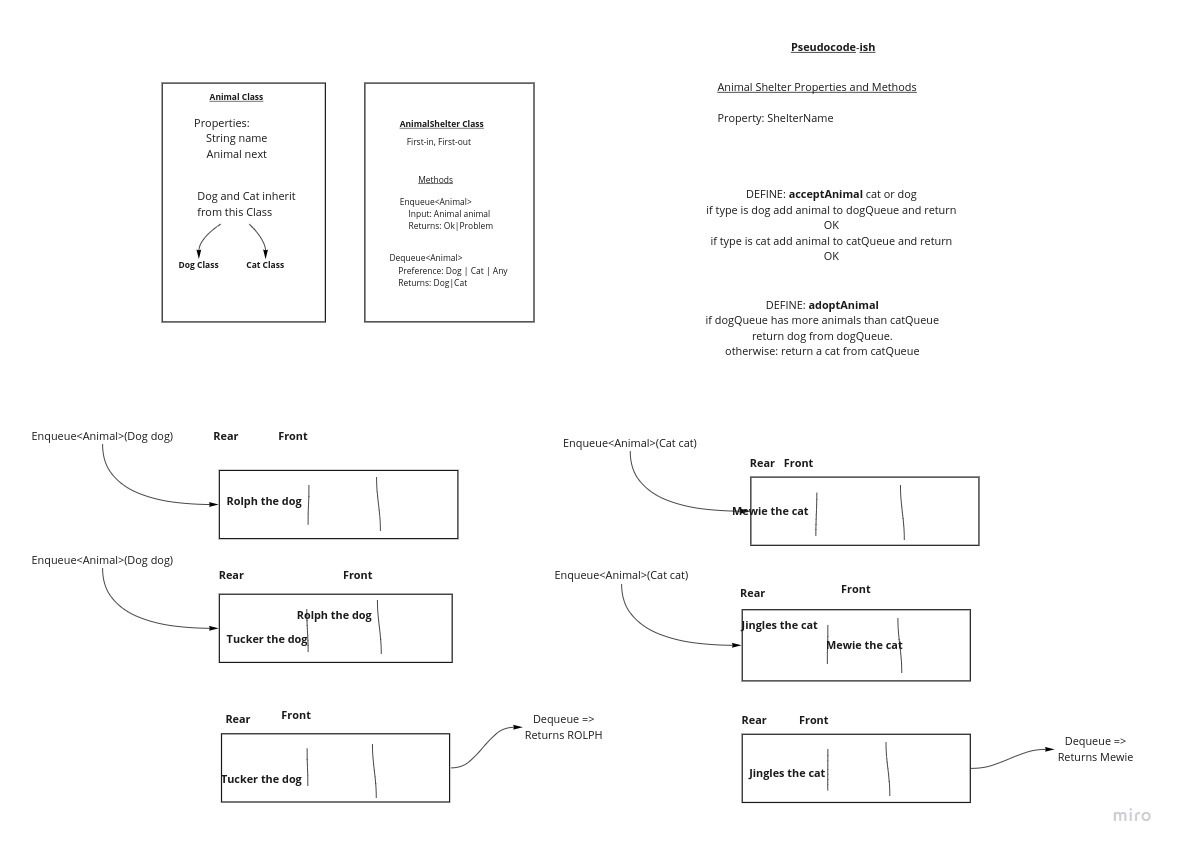 Animal Class
Properties:
String name
Animal next
Dog and Cat inherit
from this Class
Dog Class
Cat Class
AnimalShelter Class
First-in, First-out
Methods
Enqueue<Animal>
Input: Animal animal
Returns: Ok|Problem
Dequeue<Animal>
Preference: Dog | Cat | Any
Returns: Dog|Cat
Pseudocode-ish
Animal Shelter Properties and Methods
Property: ShelterName
DEFINE: acceptAnimal cat or dog
if type is dog add animal to dogQueue and return
OK
if type is cat add animal to catQueue and return
OK
DEFINE: adoptAnimal
if dogQueue has more animals than catQueue
return dog from dogQueue.
otherwise: return a cat from catQueue
Enqueue<Animal>(Dog dog)
Rear
Front
Rolph the dog
Enqueue<Animal>(Dog dog)
Rear
Front
Rolph the dog
Tucker the dog
Rear
Front
Tucker the dog
Dequeue =>
Returns ROLPH
Enqueue<Animal>(Cat cat)
Rear
Front
Mewie the cat
Enqueue<Animal>(Cat cat)
Rear
Front
Jingles the cat
Mewie the cat
Rear
Front
Jingles the cat
Dequeue =>
Returns Mewie
miro